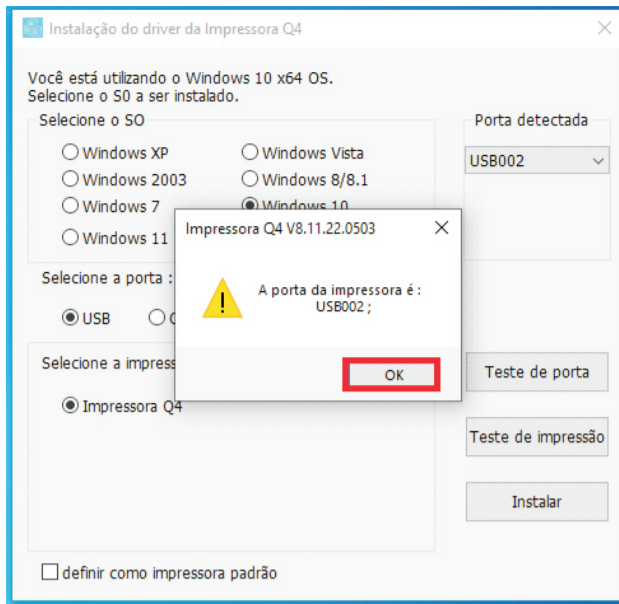 Instalação do driver da Impressora Q4
Você está utilizando o Windows 10 x64 OS.
Selecione o S0 a ser instalado.
Selecione o SO
Windows XP
Windows Vista
Windows 2003
Windows 8/8.1
Windows 7
Windows 10
Windows 11
Porta detectada
USB002
Selecione a porta :
USB
Selecione a impress
Impressora Q4
Impressora Q4 V8.11.22.0503
A porta da impressora é :
USB002 ;
OK
Teste de porta
Teste de impressão
Instalar
definir como impressora padrão